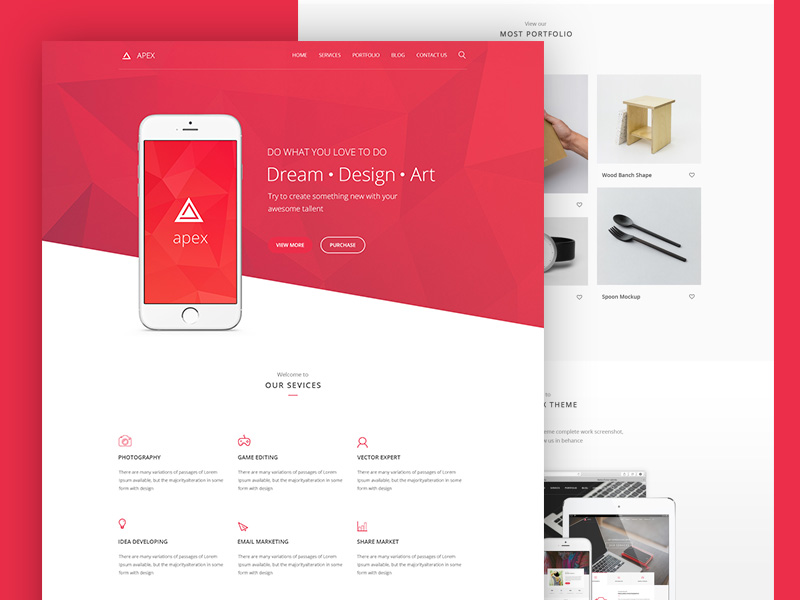 APEX
HOME SERVICES PORTFOLIO BLOG CONTACT US
DO WHAT YOU LOVE TO DO
Dream • Design • Art
Try to create something new with your
awesome tallent
VIEW MORE PURCHASE
apex
Welcome to
OUR SEVICES
PHOTOGRAPHY
There are many variations of passages of Lorem
Ipsum available, but the majorityalteration in some
form with design
GAME EDITING
There are many variations of passages of Lorem
Ipsum available, but the majorityalteration in some
form with design
VECTOR EXPERT
There are many variations of passages of Lorem
Ipsum available, but the majorityalteration in some
form with design
IDEA DEVELOPING
There are many variations of passages of Lorem
Ipsum available, but the majorityalteration in some
form with design
EMAIL MARKETING
There are many variations of passages of Lorem
Ipsum available, but the majorityalteration in some
form with design
SHARE MARKET
There are many variations of passages of Lorem
Ipsum available, but the majorityalteration in some
form with design
View our
MOST PORTFOLIO
Wood Banch Shape
Spoon Mockup
to
X THEME
eme complete work screenshot,
w us in behance